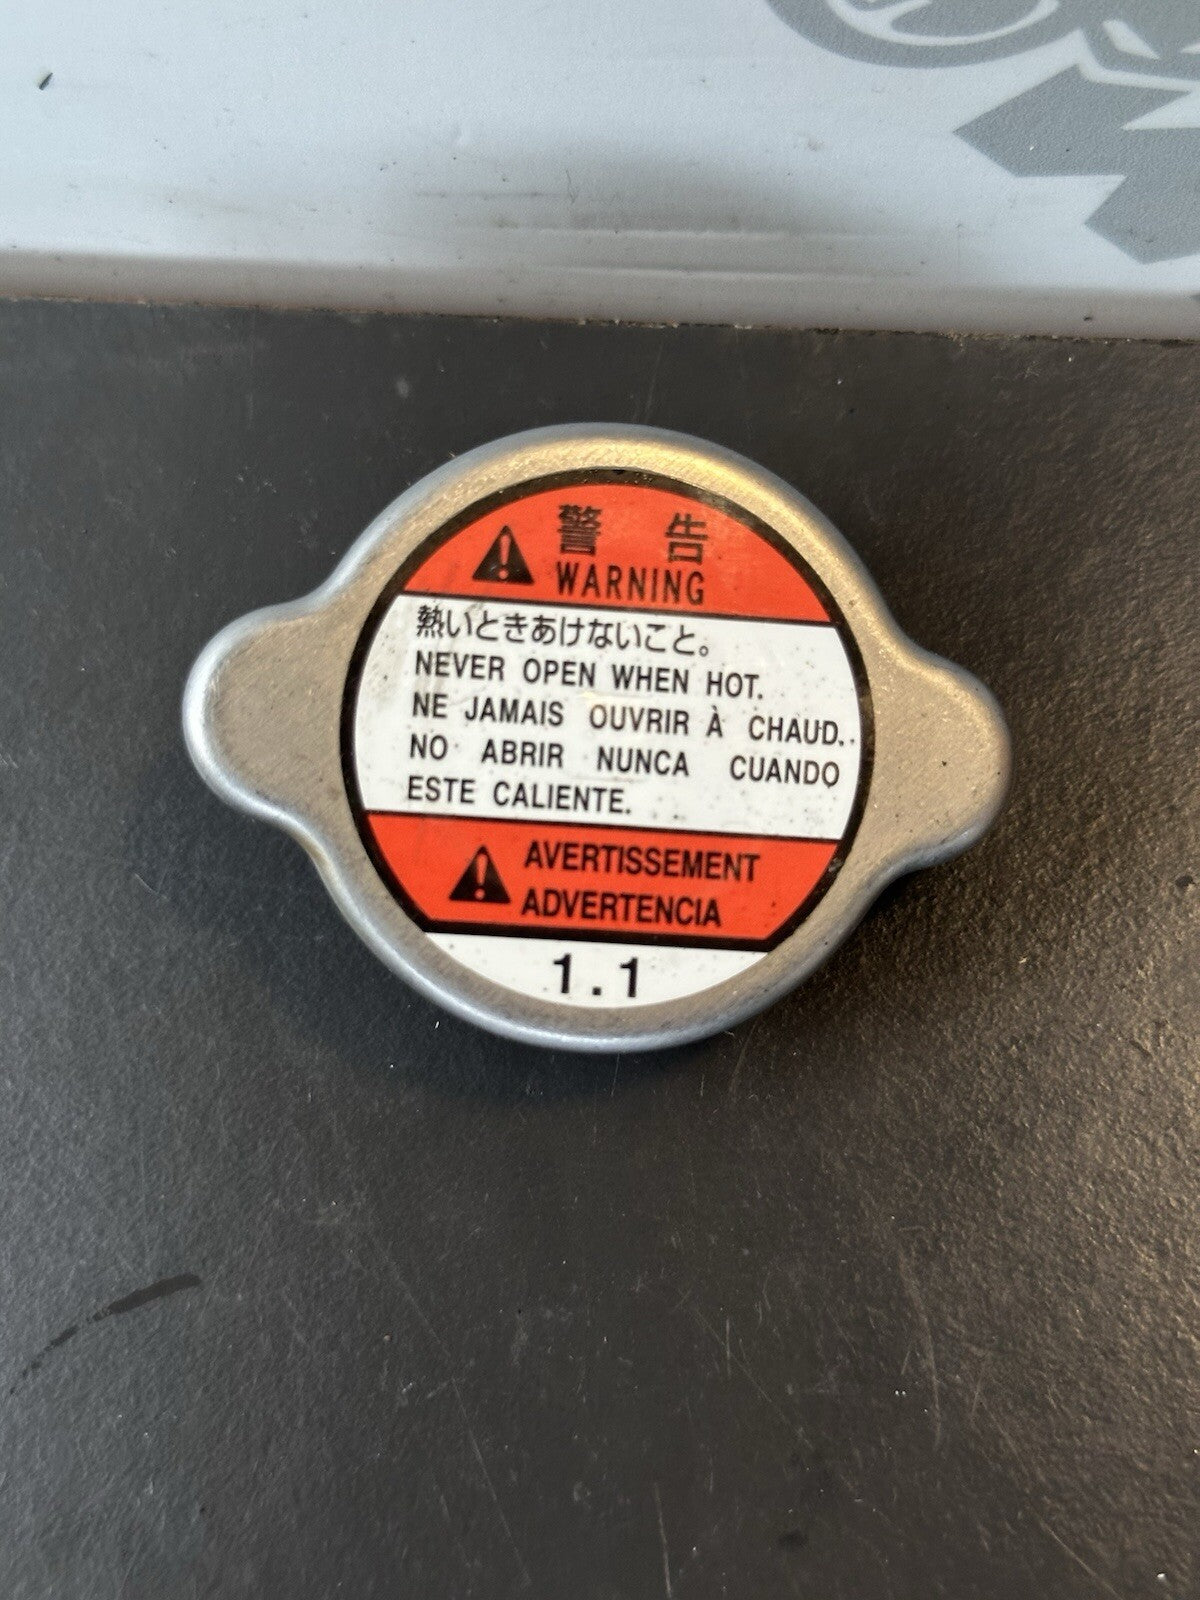 警 告
WARNING
熱いときあけないこと。
NEVER OPEN WHEN HOT.
NE JAMAIS OUVRIR À CHAUD.
NO ABRIR NUNCA CUANDO
ESTE CALIENTE.
AVERTISSEMENT
ADVERTENCIA
1.1